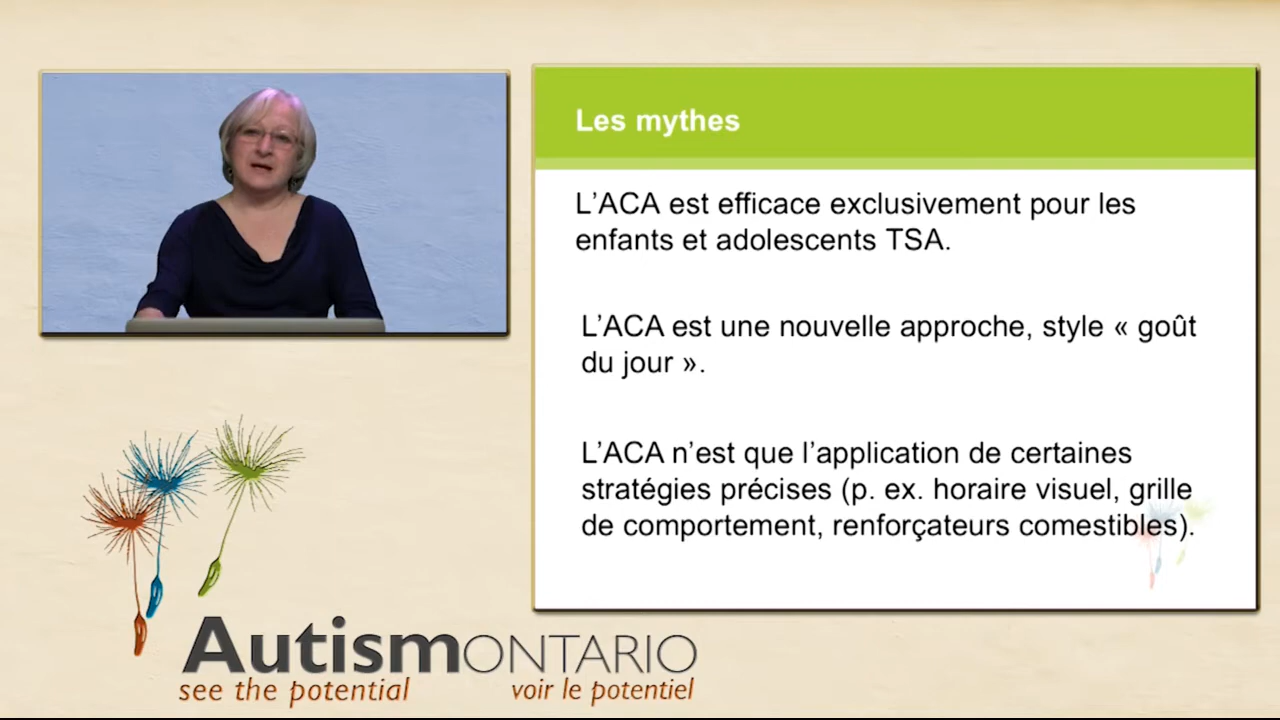 Les mythes
L’ACA est efficace exclusivement pour les
enfants et adolescents TSA.
L’ACA est une nouvelle approche, style « goût
du jour ».
L’ACA n’est que l’application de certaines
stratégies précises (p. ex. horaire visuel, grille
de comportement, renforçateurs comestibles).
AutismONTARIO
see the potential voir le potentiel